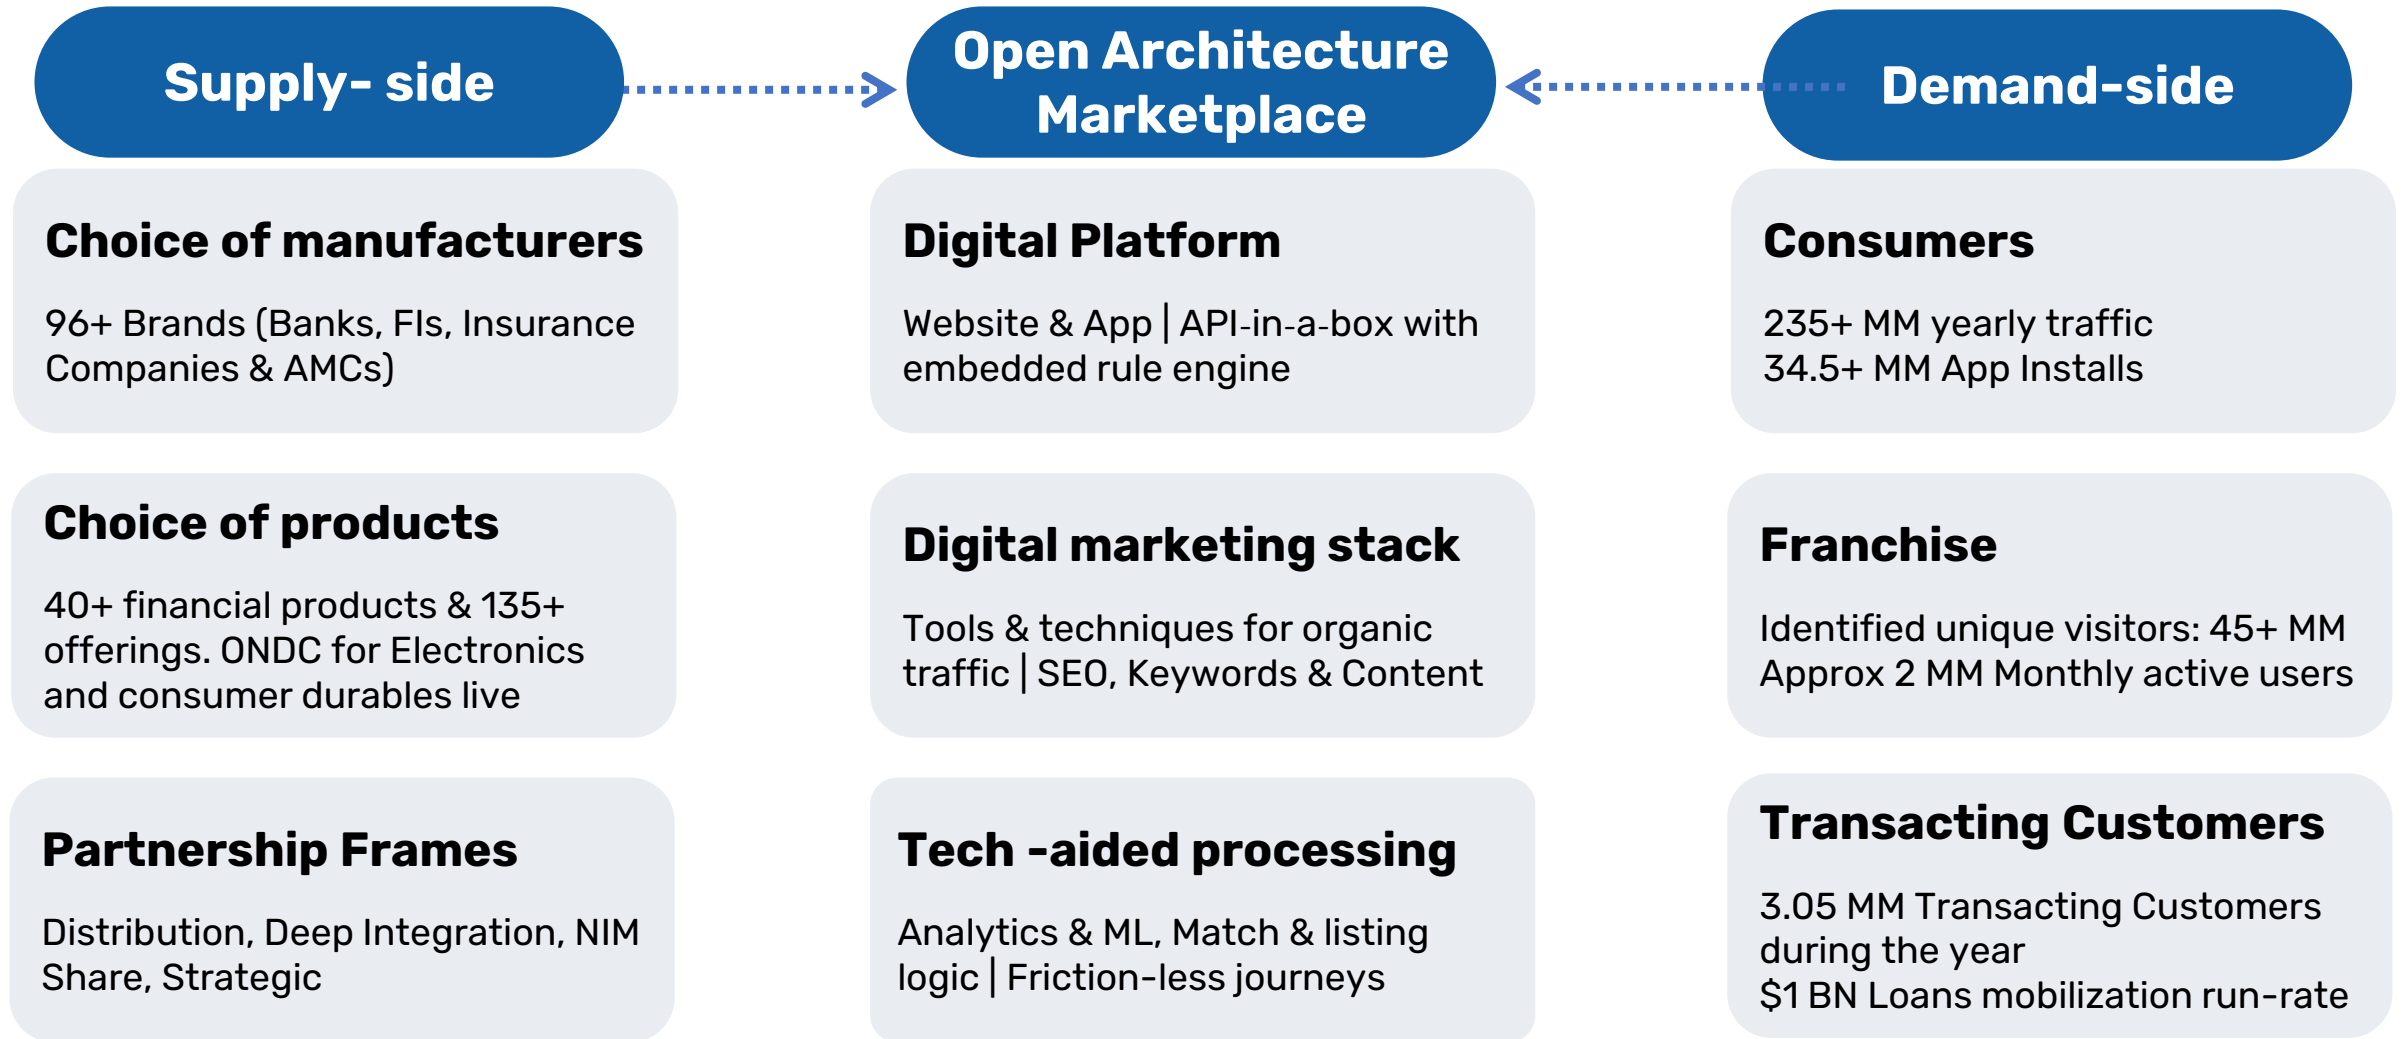 Supply- side
Open Architecture
Marketplace
Demand-side
Choice of manufacturers
96+ Brands (Banks, FIs, Insurance
Companies & AMCs)
Choice of products
40+ financial products & 135+
offerings. ONDC for Electronics
and consumer durables live
Partnership Frames
Distribution, Deep Integration, NIM
Share, Strategic
Digital Platform
Website & App | API-in-a-box with
embedded rule engine
Digital marketing stack
Tools & techniques for organic
traffic | SEO, Keywords & Content
Tech -aided processing
Analytics & ML, Match & listing
logic | Friction-less journeys
Consumers
235+ MM yearly traffic
34.5+ MM App Installs
Franchise
Identified unique visitors: 45+ MM
Approx 2 MM Monthly active users
Transacting Customers
3.05 MM Transacting Customers
during the year
$1 BN Loans mobilization run-rate